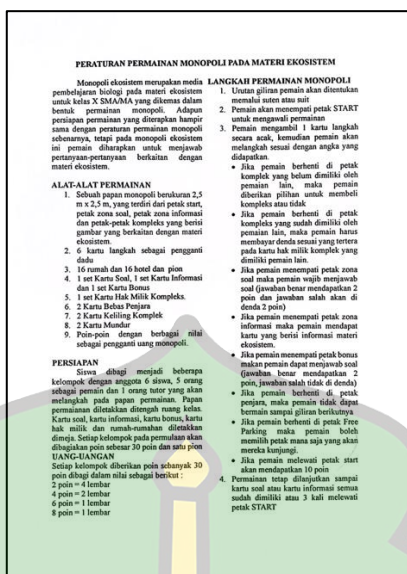 PERATURAN PERMAINAN MONOPOLI PADA MATERI EKOSISTEM
Monopoli ekosistem merupakan media
pembelajaran biologi pada materi ekosistem
untuk kelas X SMA/MA yang dikemas dalam
bentuk permainan monopoli. Adapun
persiapan permainan yang diterapkan hampir
sama dengan peraturan permainan monopoli
sebenarnya, tetapi pada monopoli ekosistem
ini pemain diharapkan untuk menjawab
pertanyaan-pertanyaan berkaitan dengan
materi ekosistem.
ALAT-ALAT PERMAINAN
1. Sebuah papan monopoli berukuran 2,5
m x 2,5 m, yang terdiri dari petak start,
petak zona soal, petak zona informasi
dan petak-petak kompleks yang berisi
gambar yang berkaitan dengan materi
ekosistem.
2. 6 kartu langkah sebagai pengganti
dadu
3. 16 rumah dan 16 hotel dan pion
4. 1 set Kartu Soal, 1 set Kartu Informasi
dan 1 set Kartu Bonus
5. 1 set Kartu Hak Milik Kompleks.
6. 2 Kartu Bebas Penjara
7. 2 Kartu Keliling Komplek
8. 2 Kartu Mundur
9. Poin-poin dengan berbagai nilai
sebagai pengganti uang monopoli.
PERSIAPAN
Siswa dibagi menjadi beberapa
kelompok dengan anggota 6 siswa, 5 orang
sebagai pemain dan 1 orang tutor yang akan
melangkah pada papan permainan. Papan
permaianan diletakkan ditengah ruang kelas.
Kartu soal, kartu informasi, kartu bonus, kartu
hak milik dan rumah-rumahan diletakkan
dimeja. Setiap kelompok pada permulaan akan
dibagiakan poin sebesar 30 poin dan satu pion
UANG-UANGAN
Setiap kelompok diberikan poin sebanyak 30
poin dibagi dalam nilai sebagai berikut :
2 poin = 4 lembar
4 poin = 2 lembar
6 poin = 1 lembar
8 poin = 1 lembar
LANGKAH PERMAINAN MONOPOLI
1. Urutan giliran pemain akan ditentukan
memalui suten atau suit
2. Pemain akan menempati petak START
untuk mengawali permainan
3. Pemain mengambil 1 kartu langkah
secara acak, kemudian pemain akan
melangkah sesuai dengan angka yang
didapatkan.
• Jika pemain berhenti di petak
komplek yang belum dimiliki oleh
pemaian lain, maka pemain
diberikan pilihan untuk membeli
kompleks atau tidak
• Jika pemain berhenti di petak
kompleks yang sudah dimiliki oleh
pemain lain, maka pemain harus
membayar denda sesuai yang tertera
pada kartu hak milik komplek yang
dimiliki pemain lain.
• Jika pemain menempati petak zona
soal maka pemain wajib menjawab
soal (jawaban benar mendapatkan 2
poin dan jawaban salah akan di
denda 2 poin)
• Jika pemain menempati petak zona
informasi maka pemain mendapat
kartu yang berisi informasi materi
ekosistem.
• Jika pemain menempati petak bonus
makan pemain dapat menjawab soal
(jawaban benar mendapatkan 2
poin, jawaban salah tidak di denda)
• Jika pemain berhenti di petak
penjara, maka pemain tidak dapat
bermain sampai giliran berikutnya
• Jika pemain berhenti di petak Free
Parking maka pemain boleh
memilih petak mana saja yang akan
mereka kunjungi.
• Jika pemain melewati petak start
akan mendapatkan 10 poin
4. Permainan tetap dilanjutkan sampai
kartu soal atau kartu informasi semua
sudah dimiliki atau 3 kali melewati
petak START